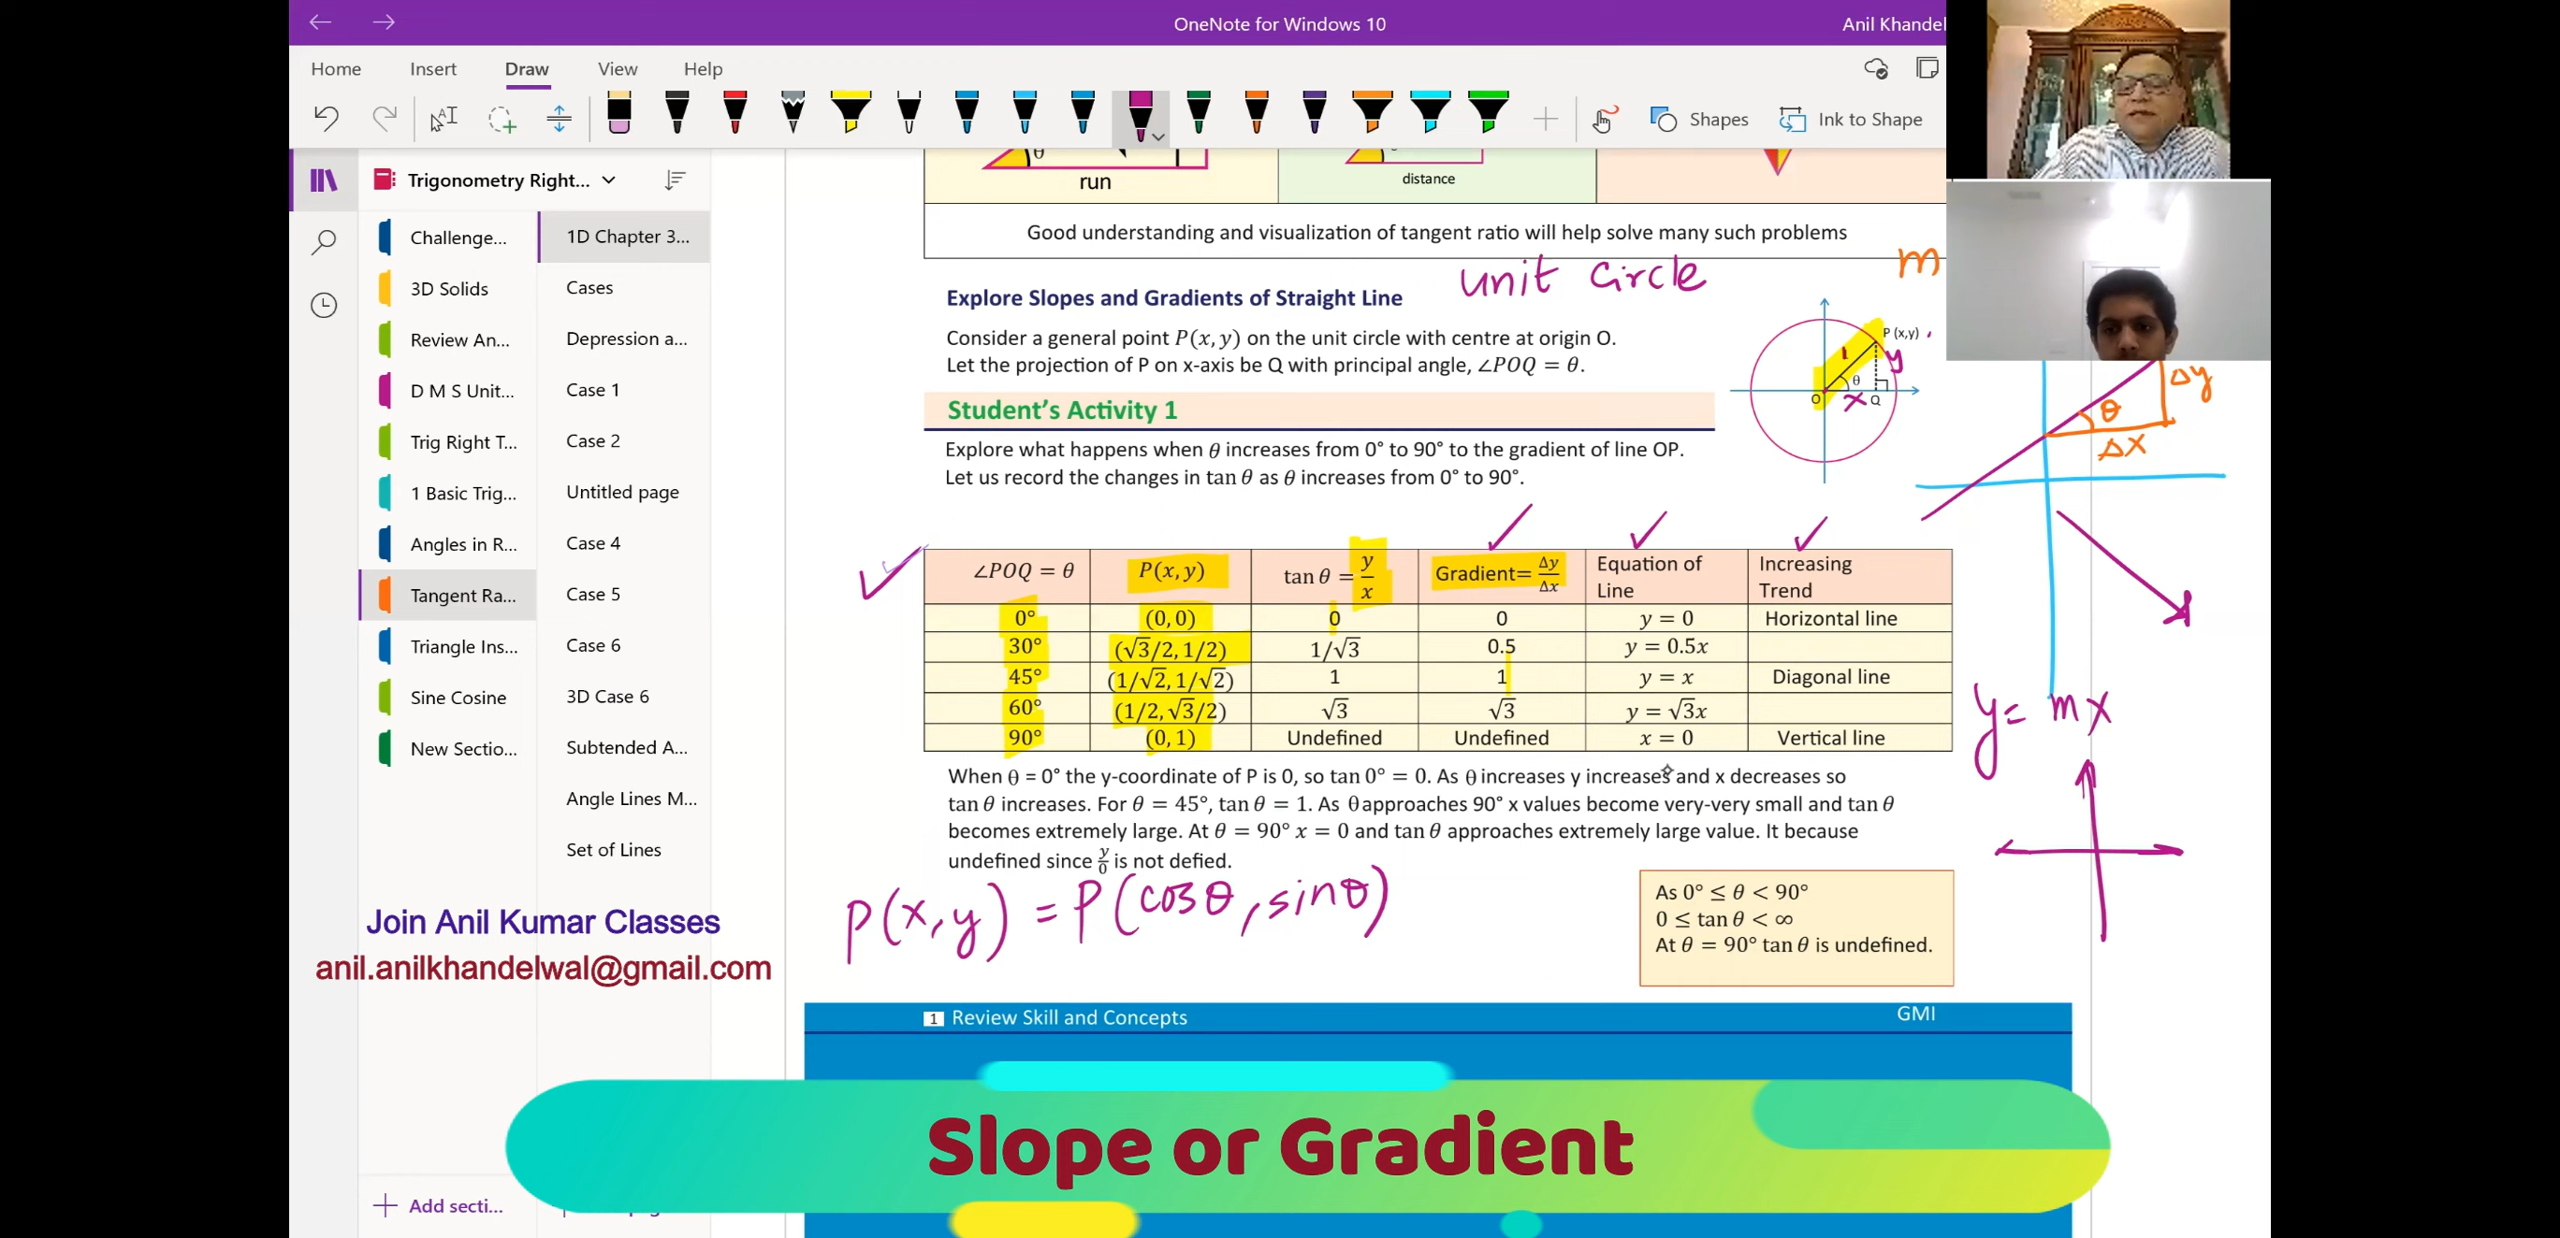 OneNote for Windows 10
Anil Khandel
Home Insert Draw View Help
Shapes Ink to Shape
Trigonometry Right...
Challenge...
3D Solids
Review An...
D M S Unit...
Trig Right T...
1 Basic Trig...
Angles in R...
Tangent Ra...
Triangle Ins...
Sine Cosine
New Sectio...
Add secti...
1D Chapter 3...
Cases
Depression a...
Case 1
Case 2
Untitled page
Case 4
Case 5
Case 6
3D Case 6
Subtended A...
Angle Lines M...
Set of Lines
Join Anil Kumar Classes
anil.anilkhandelwal@gmail.com
θ
run
distance
Good understanding and visualization of tangent ratio will help solve many such problems
unit circle
m
Explore Slopes and Gradients of Straight Line
Consider a general point P(x, y) on the unit circle with centre at origin O.
Let the projection of P on x-axis be Q with principal angle, ∠POQ = θ.
P (x,y)
1
y
θ
O
x
Q
Δy
θ
Δx
Student's Activity 1
Explore what happens when θ increases from 0° to 90° to the gradient of line OP.
Let us record the changes in tan θ as θ increases from 0° to 90°.
∠POQ = θ P(x, y) tan θ = y/x Gradient= Δy/Δx Equation of Line Increasing Trend
0° (0, 0) 0 0 y = 0 Horizontal line
30° (√3/2, 1/2) 1/√3 0.5 y = 0.5x
45° (1/√2, 1/√2) 1 1 y = x Diagonal line
60° (1/2, √3/2) √3 √3 y = √3x
90° (0, 1) Undefined Undefined x = 0 Vertical line
y = mx
When θ = 0° the y-coordinate of P is 0, so tan 0° = 0. As θ increases y increases and x decreases so
tan θ increases. For θ = 45°, tan θ = 1. As θ approaches 90° x values become very-very small and tan θ
becomes extremely large. At θ = 90° x = 0 and tan θ approaches extremely large value. It because
undefined since y/0 is not defied.
P(x, y) = P(cosθ, sinθ)
As 0° ≤ θ < 90°
0 ≤ tan θ < ∞
At θ = 90° tan θ is undefined.
1 Review Skill and Concepts
GMI
Slope or Gradient